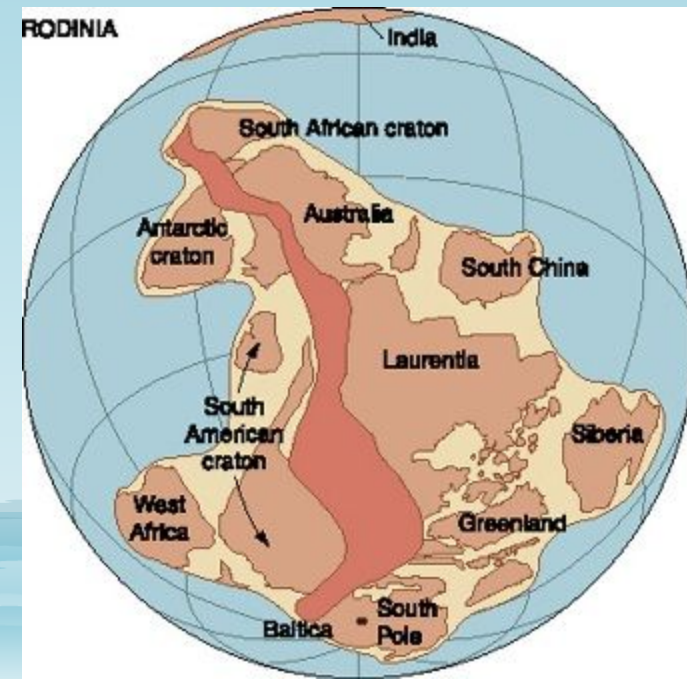 RODINIA
India
South African craton
Australia
Antarctic
craton
South China
Laurentia
South
American
craton
Siberia
West
Africa
Greenland
South
Pole
Baltica